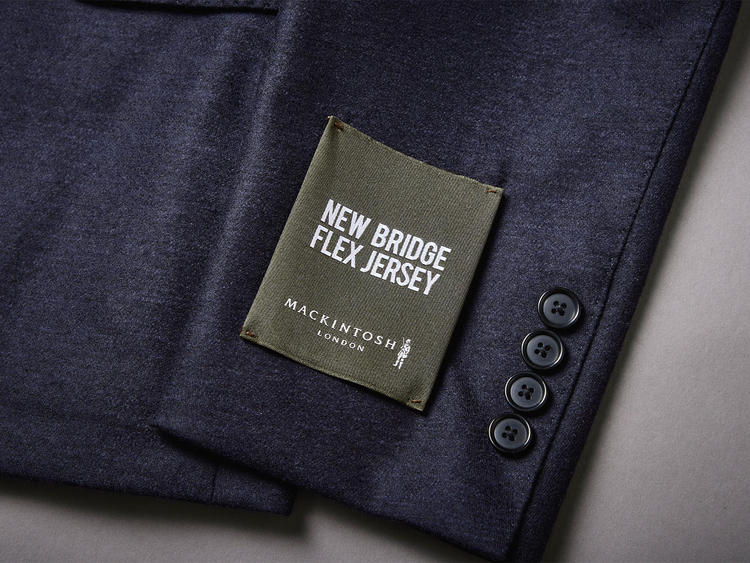 NEW BRIDGE
FLEX JERSEY
MACKINTOSH
LONDON